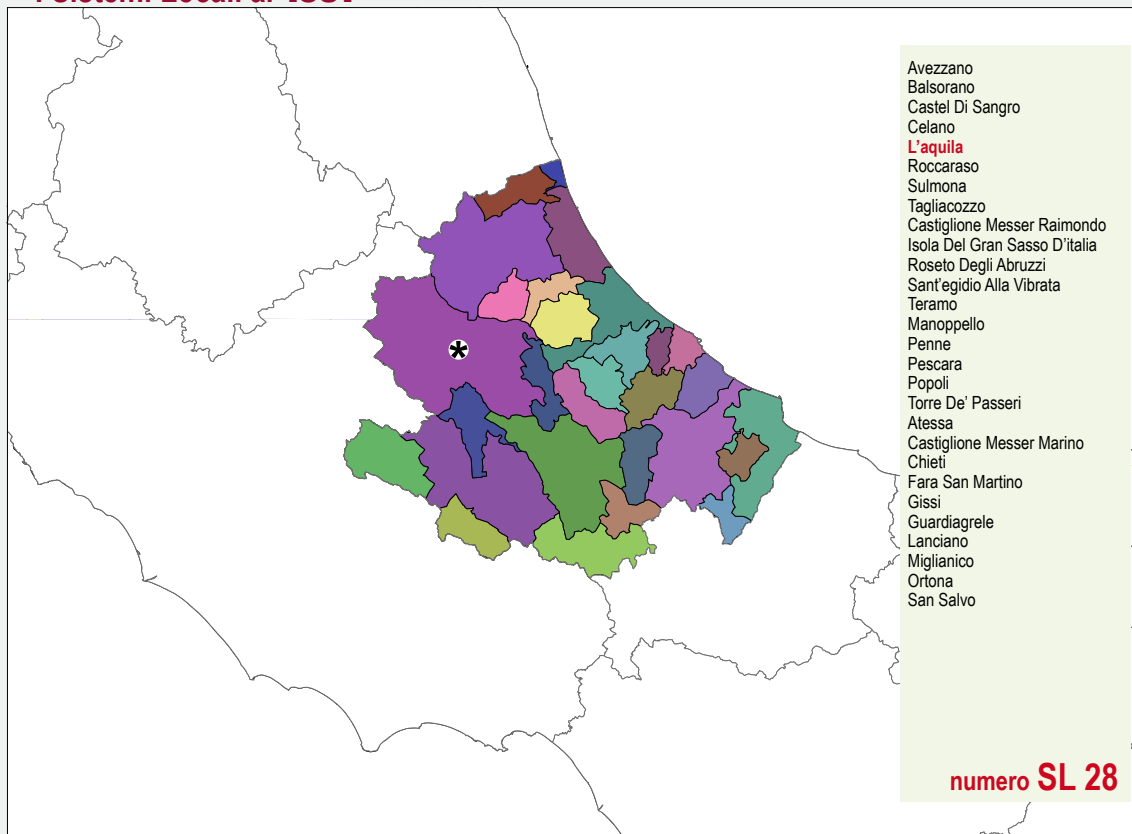 Avezzano
Balsorano
Castel Di Sangro
Celano
L'aquila
Roccaraso
Sulmona
Tagliacozzo
Castiglione Messer Raimondo
Isola Del Gran Sasso D'italia
Roseto Degli Abruzzi
Sant'egidio Alla Vibrata
Teramo
Manoppello
Penne
Pescara
Popoli
Torre De' Passeri
Atessa
Castiglione Messer Marino
Chieti
Fara San Martino
Gissi
Guardiagrele
Lanciano
Miglianico
Ortona
San Salvo
numero SL 28